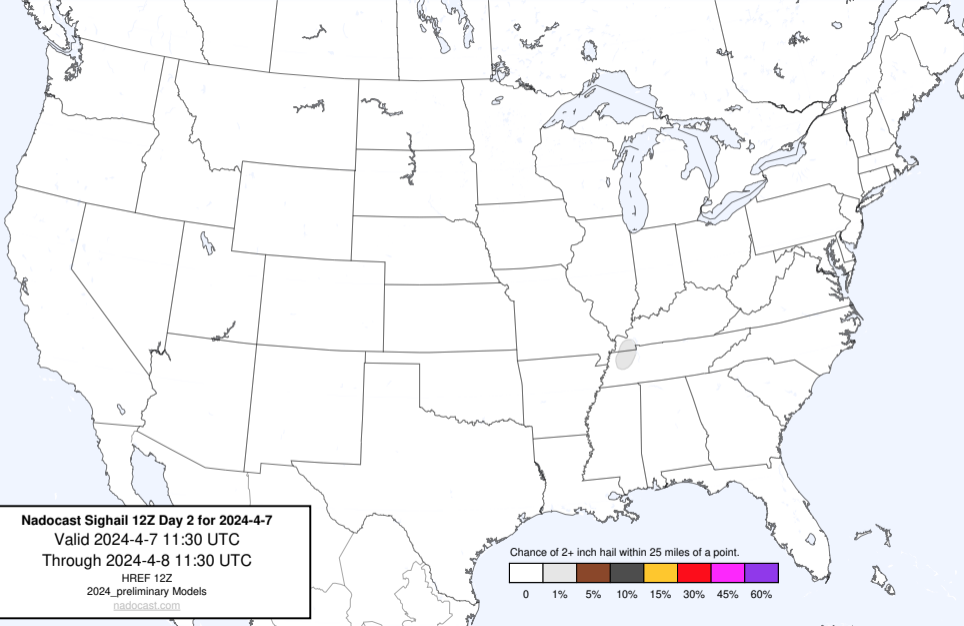 Nadocast Sighail 12Z Day 2 for 2024-4-7
Valid 2024-4-7 11:30 UTC
Through 2024-4-8 11:30 UTC
HREF 12Z
2024_preliminary Models
nadocast.com
Chance of 2+ inch hail within 25 miles of a point.
0 1% 5% 10% 15% 30% 45% 60%